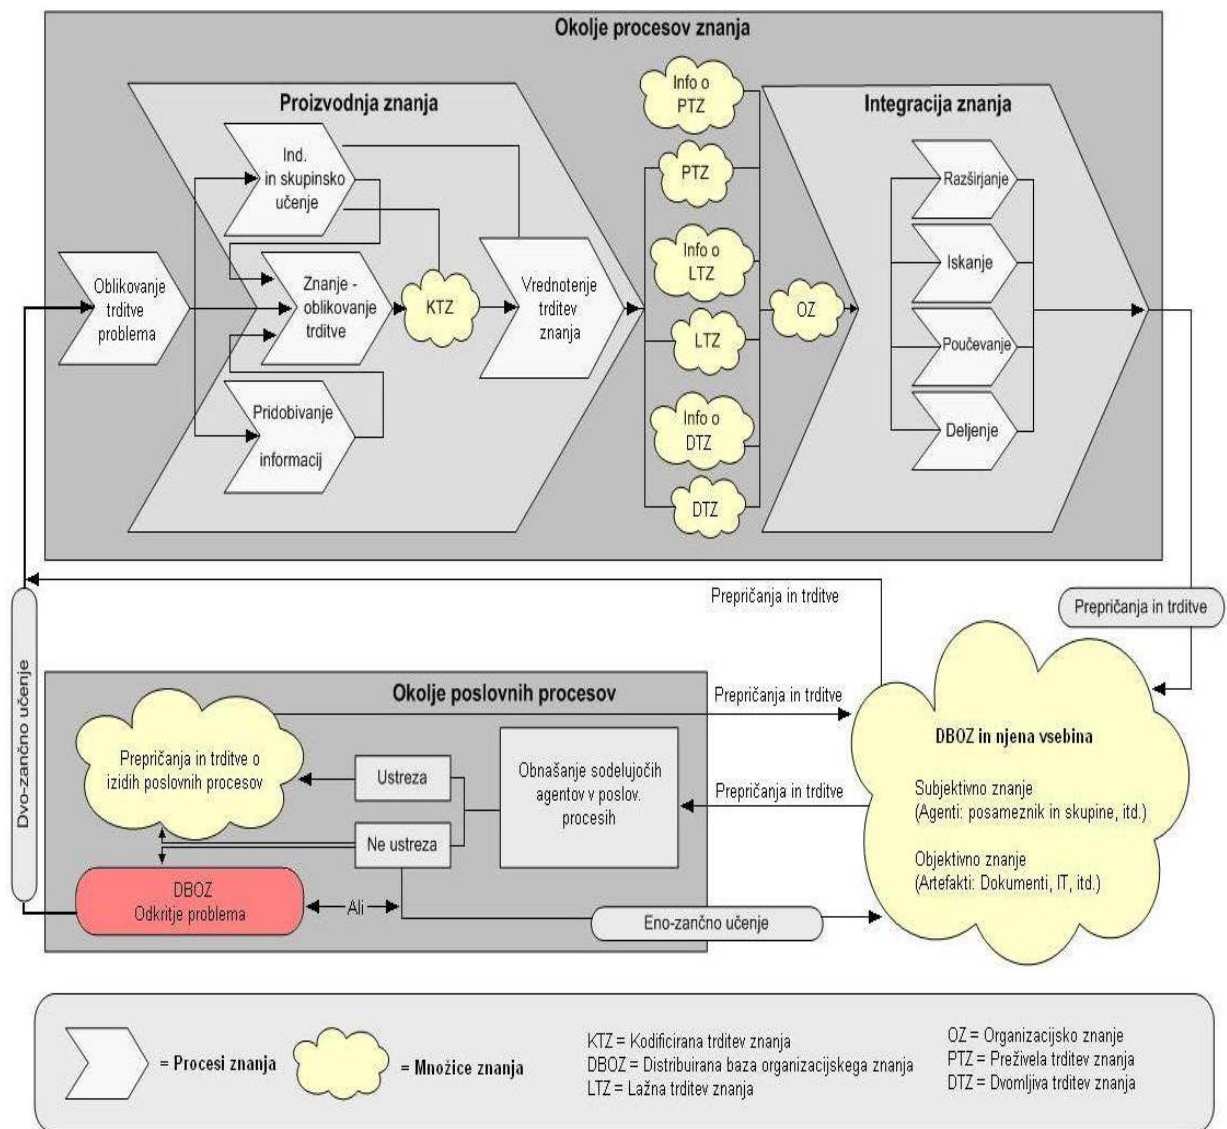 Okolje procesov znanja
Proizvodnja znanja
Integracija znanja
Oblikovanje
trditve
problema
Ind.
in skupinsko
učenje
Znanje -
oblikovanje
trditve
Pridobivanje
informacij
KTZ
Vrednotenje
trditev
znanja
Info o
PTZ
PTZ
Info o
LTZ
LTZ
Info o
DTZ
DTZ
OZ
Razširjanje
Iskanje
Poučevanje
Deljenje
Prepričanja in trditve
Prepričanja in trditve
Dvo-zančno učenje
Okolje poslovnih procesov
Prepričanja in trditve o
izidih poslovnih procesov
Ustreza
Ne ustreza
Obnašanje sodelujočih
agentov v poslov.
procesih
DBOZ
Odkritje problema
Ali
Eno-zančno učenje
Prepričanja in trditve
Prepričanja in trditve
DBOZ in njena vsebina
Subjektivno znanje
(Agenti: posameznik in skupine, itd.)
Objektivno znanje
(Artefakti: Dokumenti, IT, itd.)
= Procesi znanja
= Množice znanja
KTZ = Kodificirana trditev znanja
DBOZ = Distribuirana baza organizacijskega znanja
LTZ = Lažna trditev znanja
OZ = Organizacijsko znanje
PTZ = Preživela trditev znanja
DTZ = Dvomljiva trditev znanja